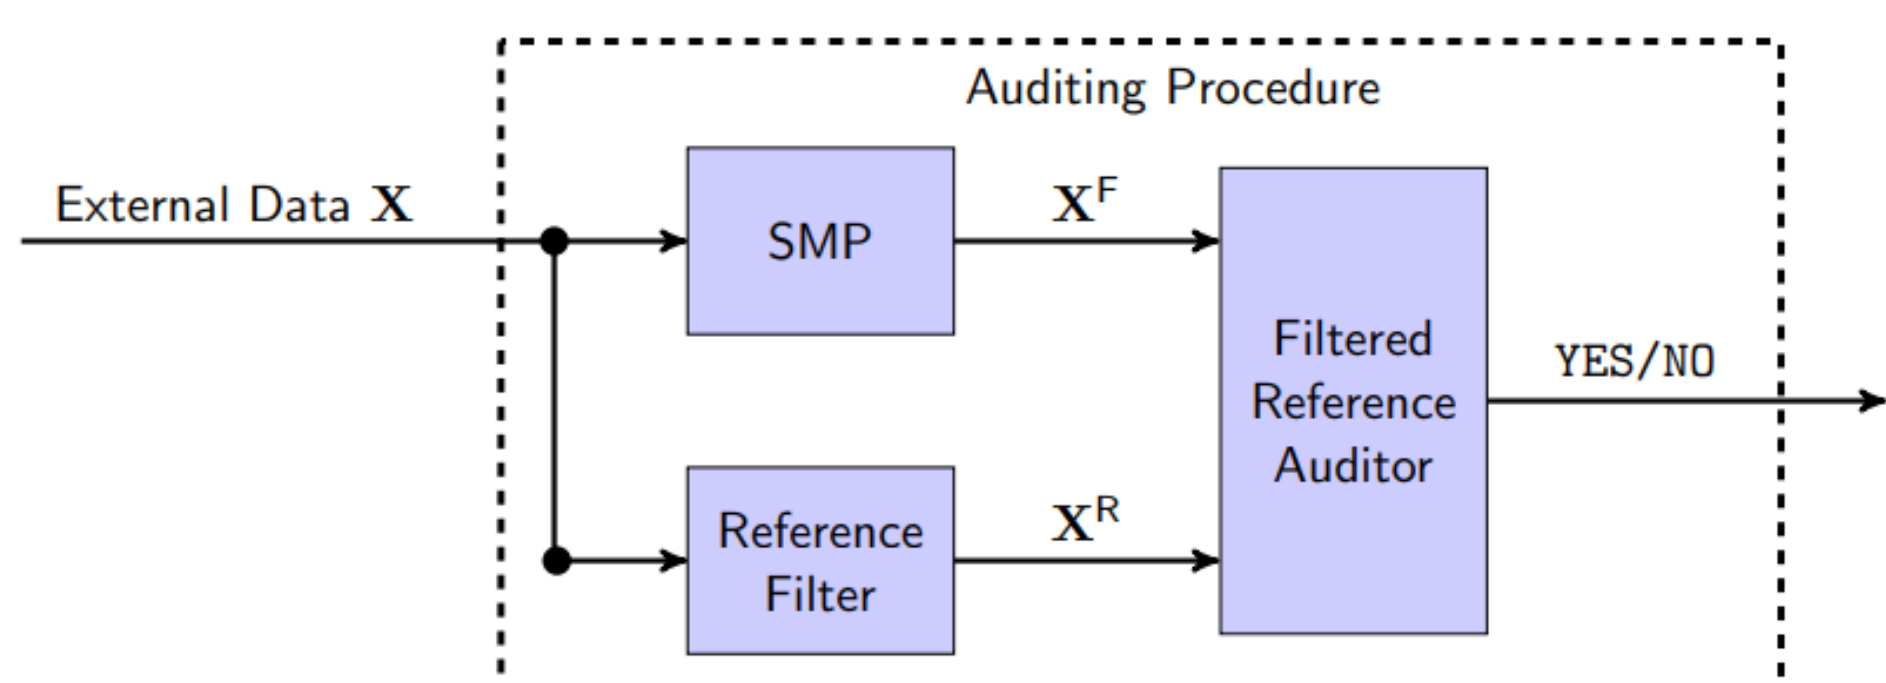 Auditing Procedure
External Data X
SMP
X^F
Filtered
Reference
Auditor
YES/NO
Reference
Filter
X^R